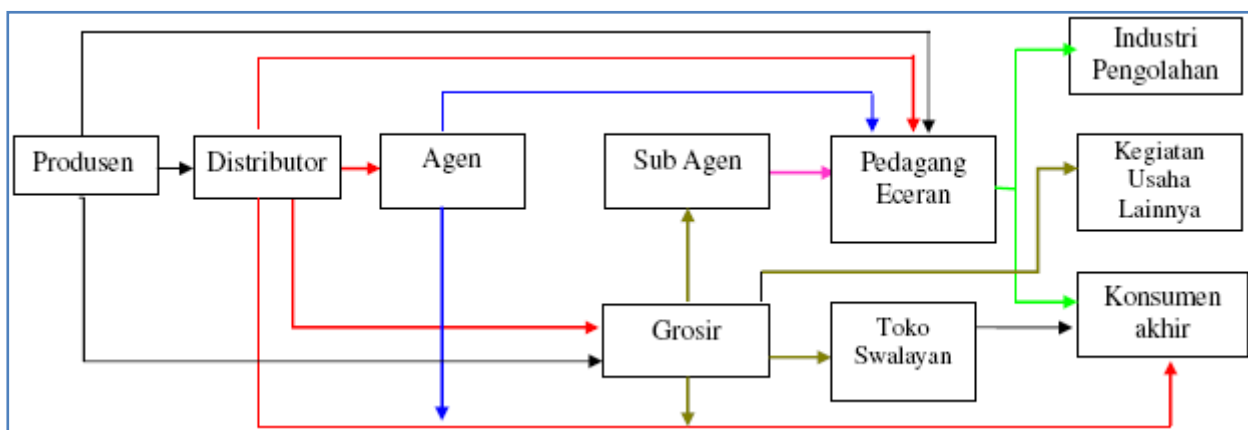 Produsen
Distributor
Agen
Sub Agen
Pedagang
Eceran
Industri
Pengolahan
Kegiatan
Usaha
Lainnya
Grosir
Toko
Swalayan
Konsumen
akhir